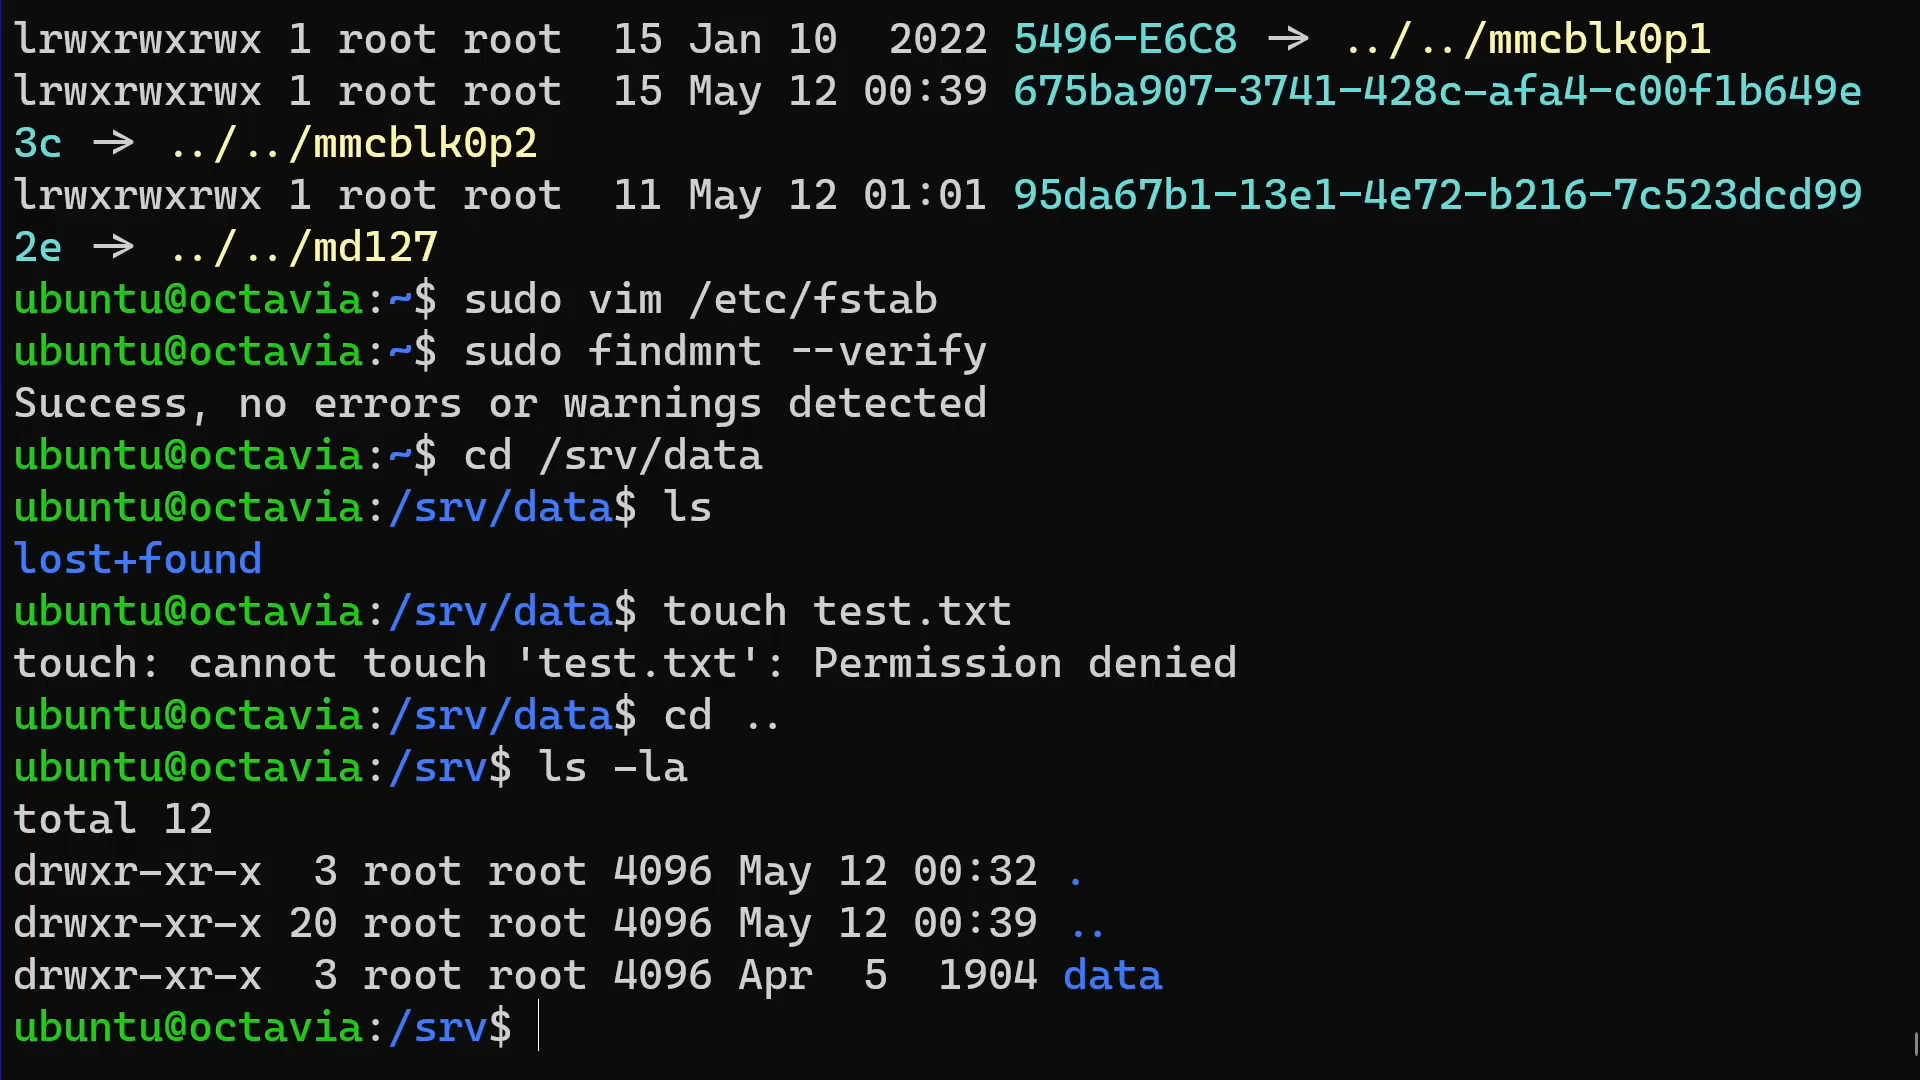 lrwxrwxrwx 1 root root  15 Jan 10  2022 5496-E6C8 -> ../../mmcblk0p1
lrwxrwxrwx 1 root root  15 May 12 00:39 675ba907-3741-428c-afa4-c00f1b649e
3c -> ../../mmcblk0p2
lrwxrwxrwx 1 root root  11 May 12 01:01 95da67b1-13e1-4e72-b216-7c523dcd99
2e -> ../../md127
ubuntu@octavia:~$ sudo vim /etc/fstab
ubuntu@octavia:~$ sudo findmnt --verify
Success, no errors or warnings detected
ubuntu@octavia:~$ cd /srv/data
ubuntu@octavia:/srv/data$ ls
lost+found
ubuntu@octavia:/srv/data$ touch test.txt
touch: cannot touch 'test.txt': Permission denied
ubuntu@octavia:/srv/data$ cd ..
ubuntu@octavia:/srv$ ls -la
total 12
drwxr-xr-x  3 root root 4096 May 12 00:32 .
drwxr-xr-x 20 root root 4096 May 12 00:39 ..
drwxr-xr-x  3 root root 4096 Apr  5  1904 data
ubuntu@octavia:/srv$